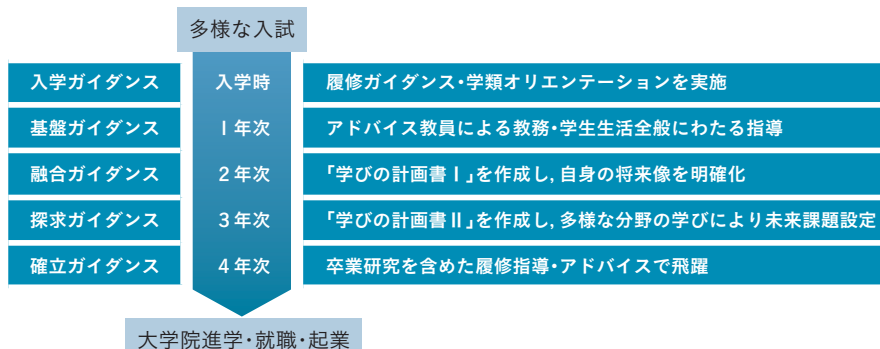 多様な入試
入学ガイダンス 入学時 履修ガイダンス・学類オリエンテーションを実施
基盤ガイダンス 1年次 アドバイス教員による教務・学生生活全般にわたる指導
融合ガイダンス 2年次 「学びの計画書Ⅰ」を作成し,自身の将来像を明確化
探求ガイダンス 3年次 「学びの計画書Ⅱ」を作成し,多様な分野の学びにより未来課題設定
確立ガイダンス 4年次 卒業研究を含めた履修指導・アドバイスで飛躍
大学院進学・就職・起業